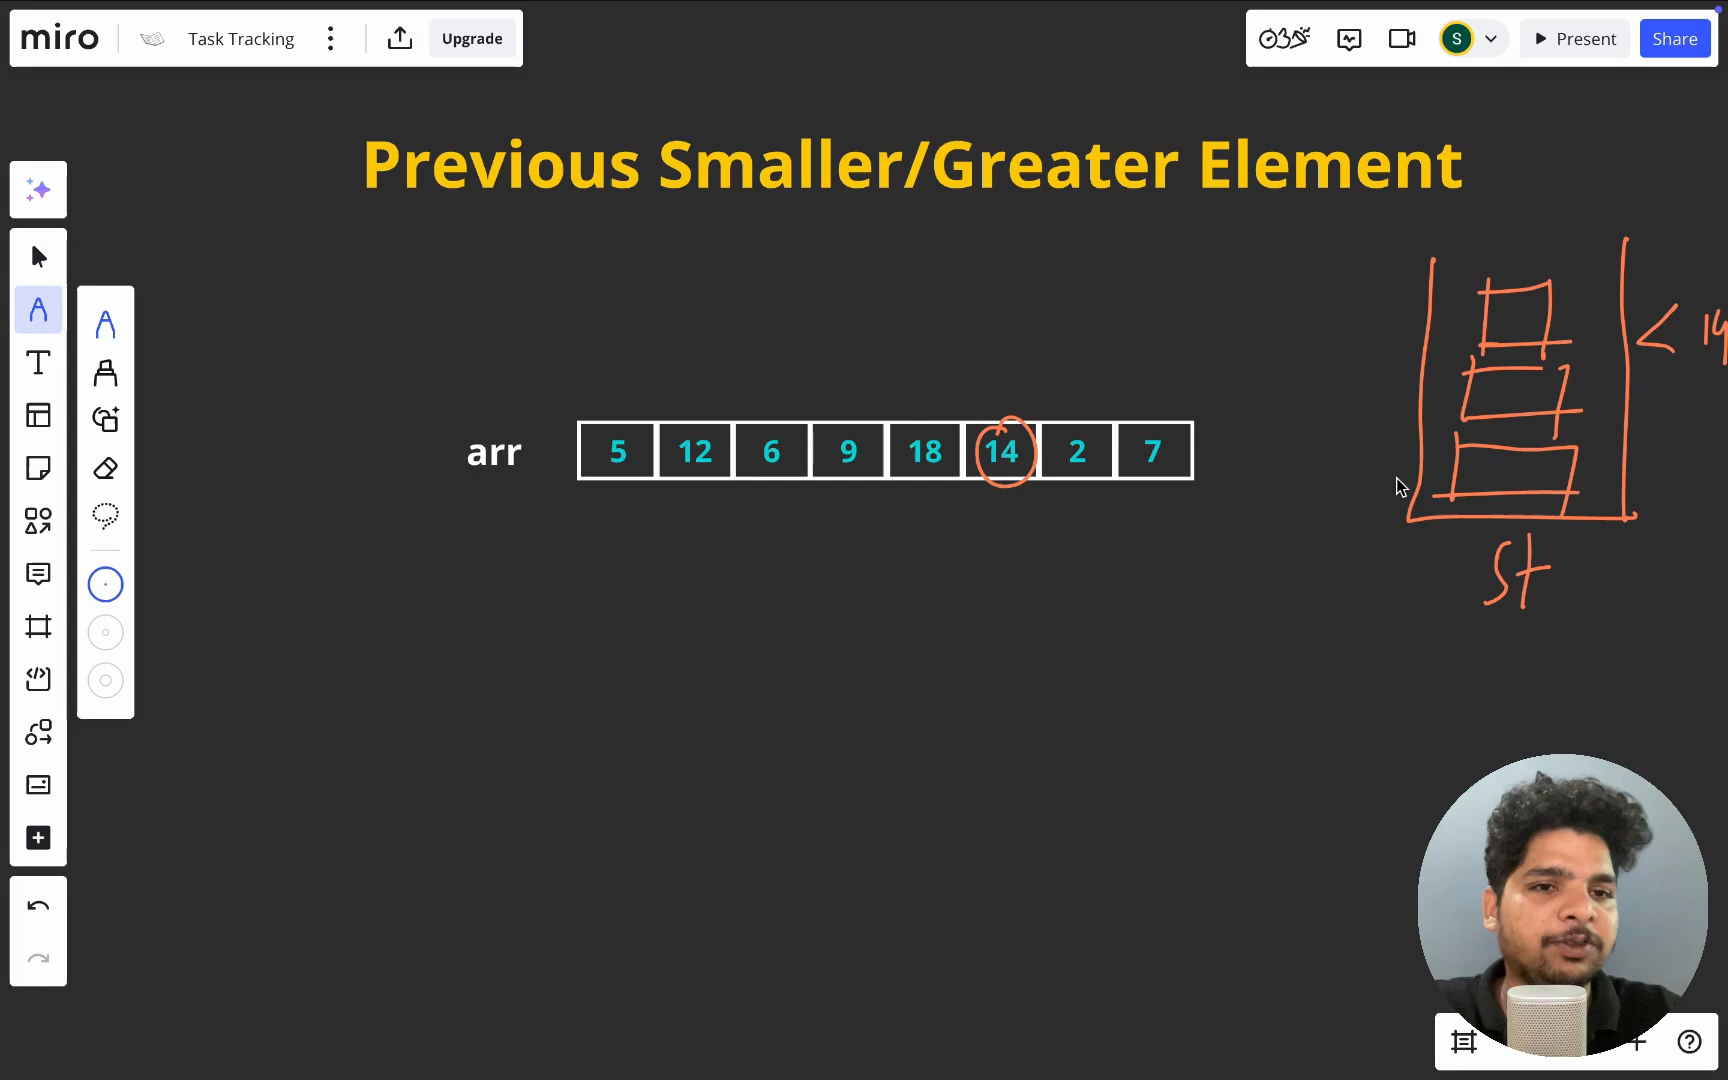 miro Task Tracking Upgrade S Present Share
Previous Smaller/Greater Element
< 14
arr 5 12 6 9 18 14 2 7
St